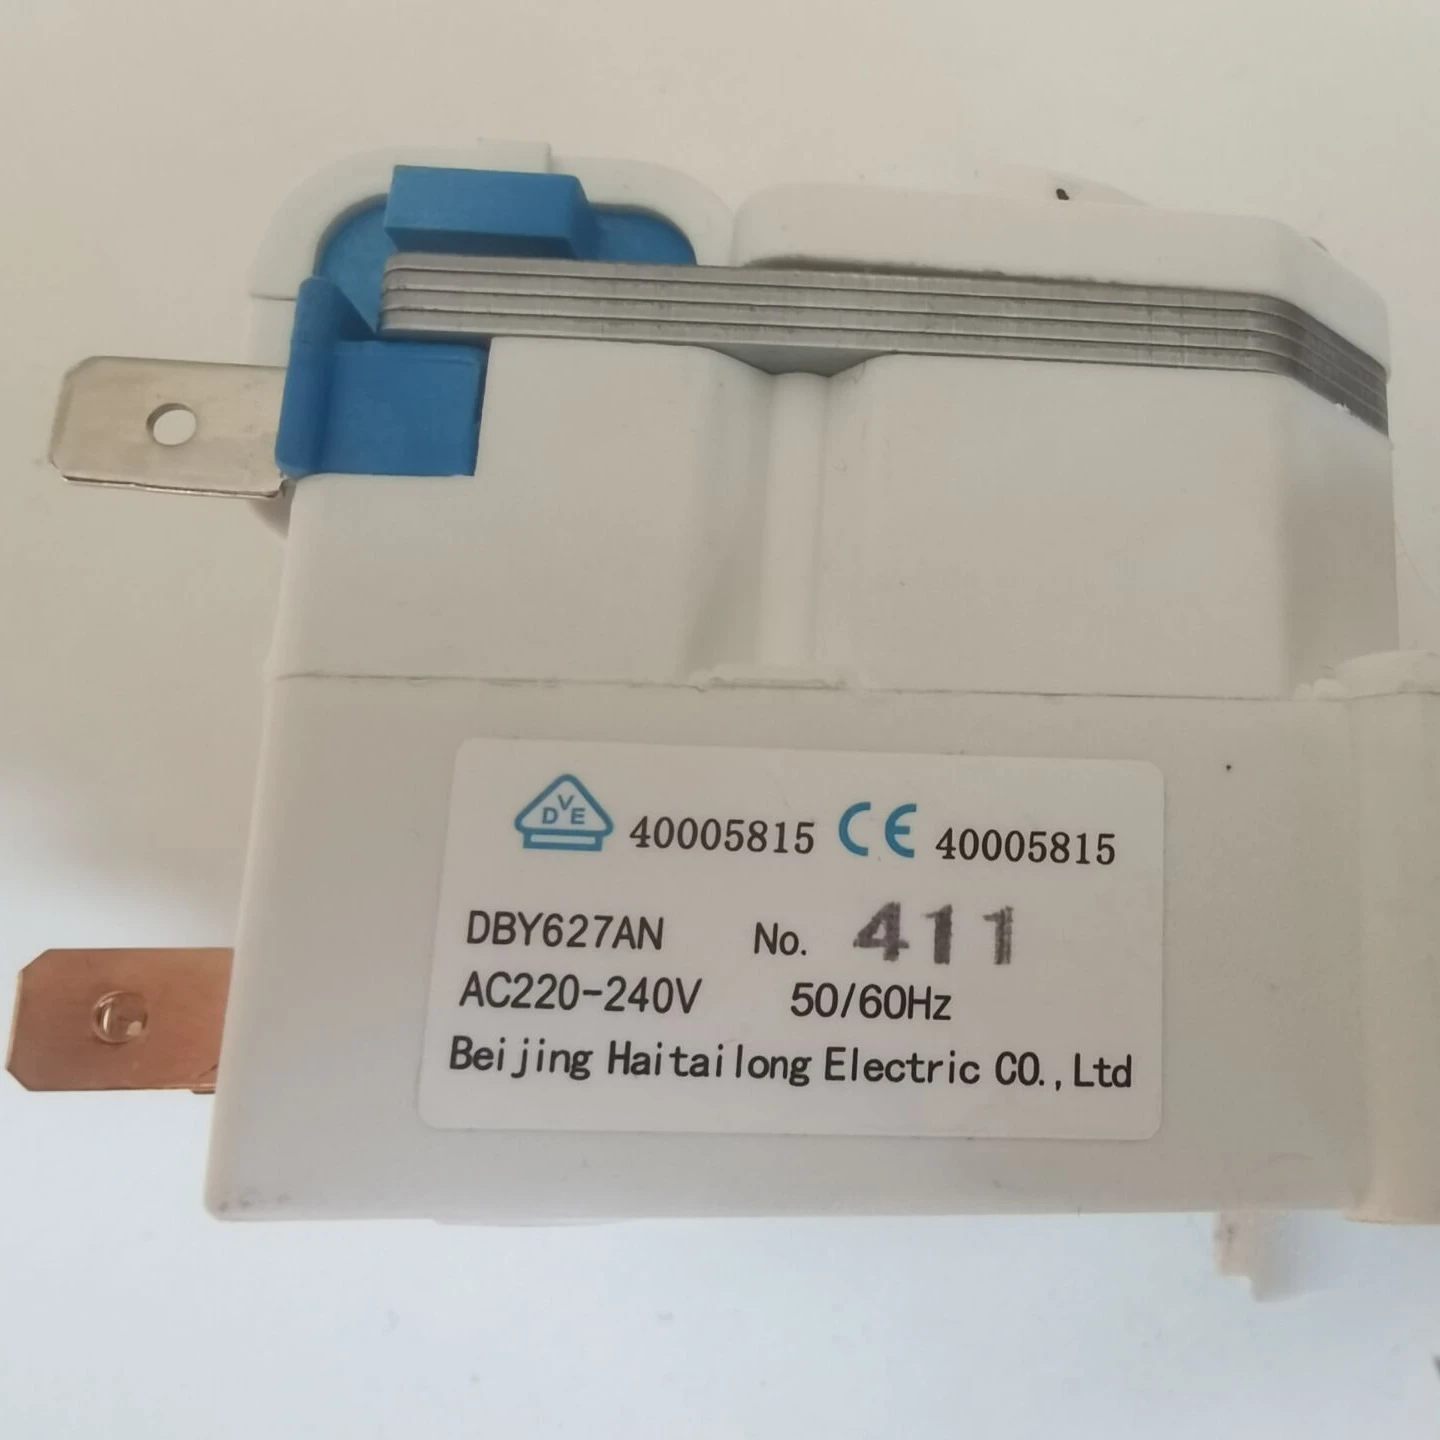 DVE 40005815 CE 40005815
DBY627AN No. 411
AC220-240V 50/60Hz
Beijing Haitailong Electric CO., Ltd